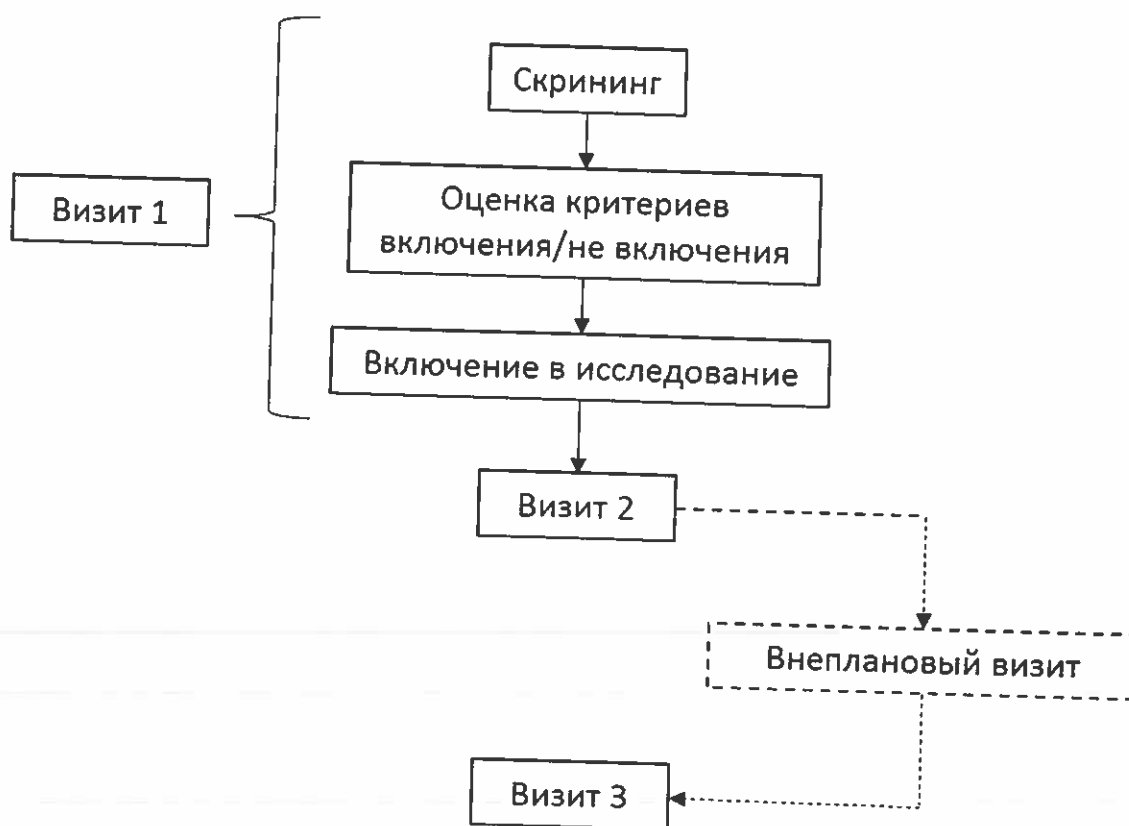 Скрининг
Визит 1
Оценка критериев
включения/не включения
Включение в исследование
Визит 2
Внеплановый визит
Визит 3